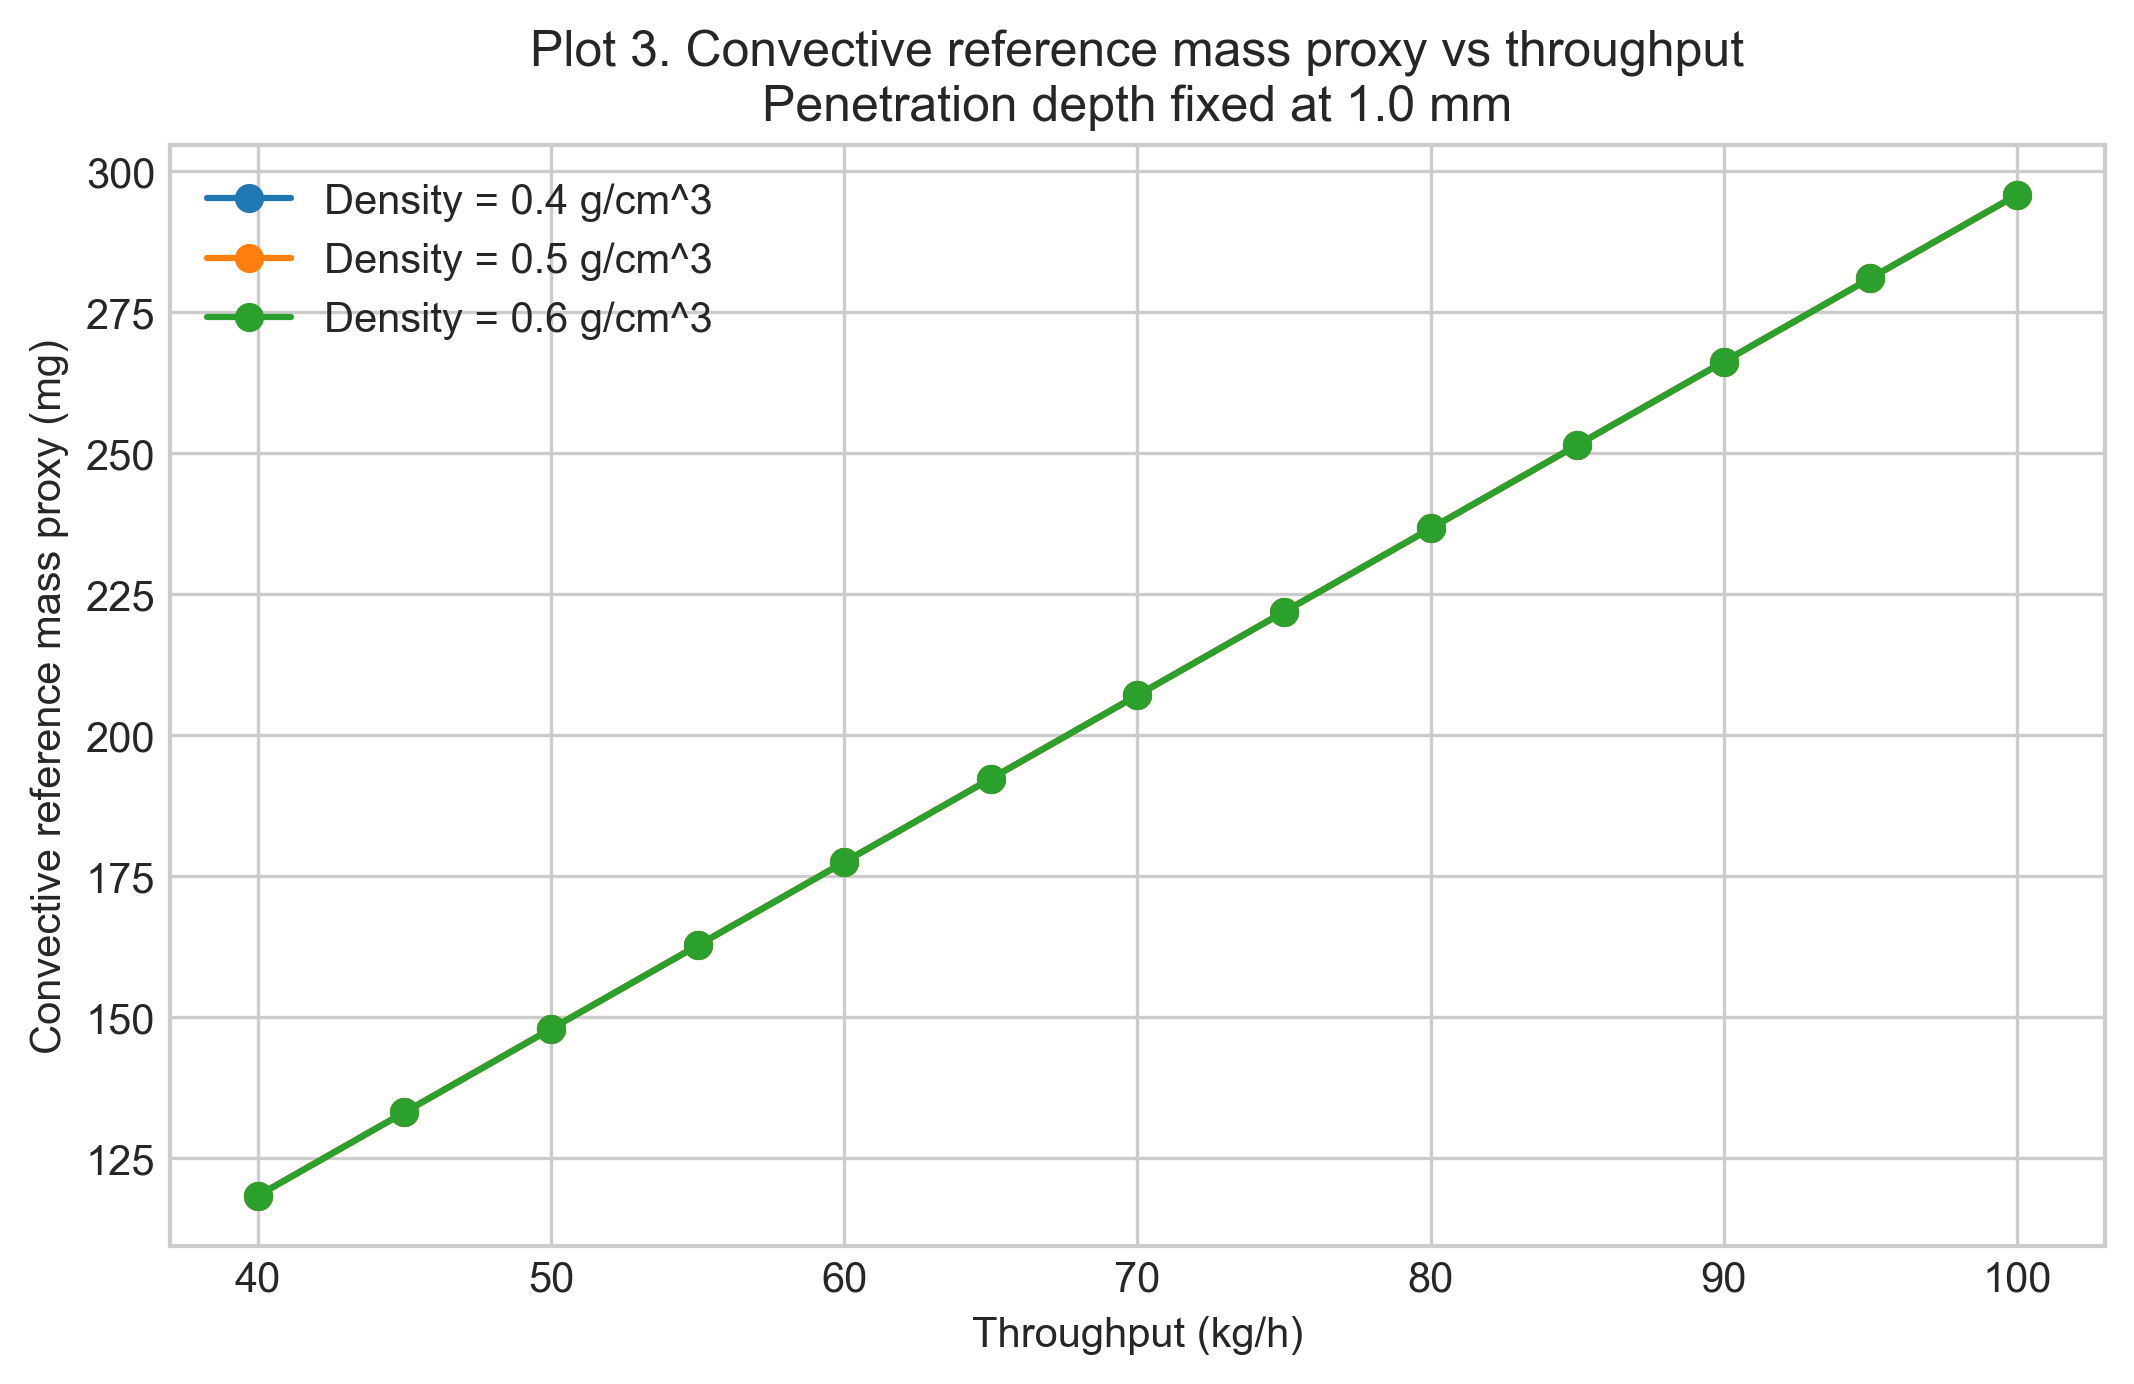 Plot 3. Convective reference mass proxy vs throughput
Penetration depth fixed at 1.0 mm
Convective reference mass proxy (mg)
300
275
250
225
200
175
150
125
Density = 0.4 g/cm^3
Density = 0.5 g/cm^3
Density = 0.6 g/cm^3
40 50 60 70 80 90 100
Throughput (kg/h)